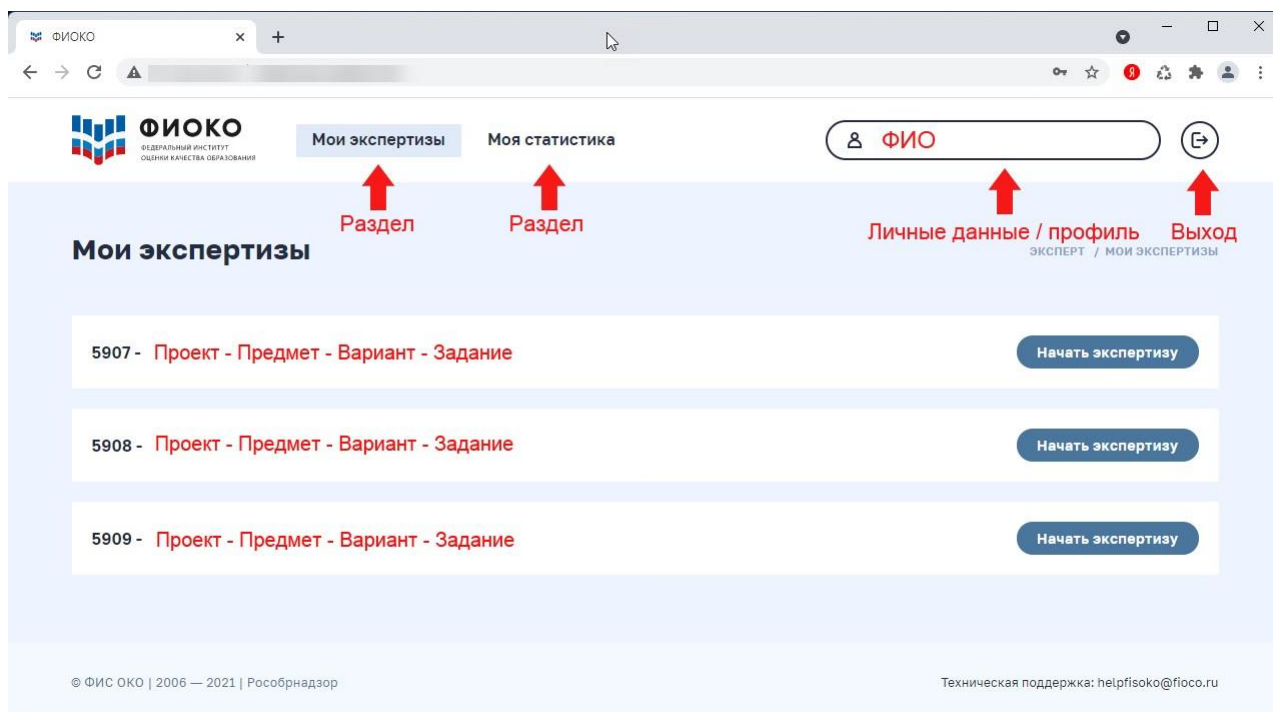 ФИОКО
ФИОКО
ФЕДЕРАЛЬНЫЙ ИНСТИТУТ
ОЦЕНКИ КАЧЕСТВА ОБРАЗОВАНИЯ
Мои экспертизы
Моя статистика
ФИО
Раздел
Раздел
Личные данные / профиль
Выход
Мои экспертизы
ЭКСПЕРТ / МОИ ЭКСПЕРТИЗЫ
5907 - Проект - Предмет - Вариант - Задание
Начать экспертизу
5908 - Проект - Предмет - Вариант - Задание
Начать экспертизу
5909 - Проект - Предмет - Вариант - Задание
Начать экспертизу
© ФИС ОКО | 2006 — 2021 | Рособрнадзор
Техническая поддержка: helpfisoko@fioco.ru